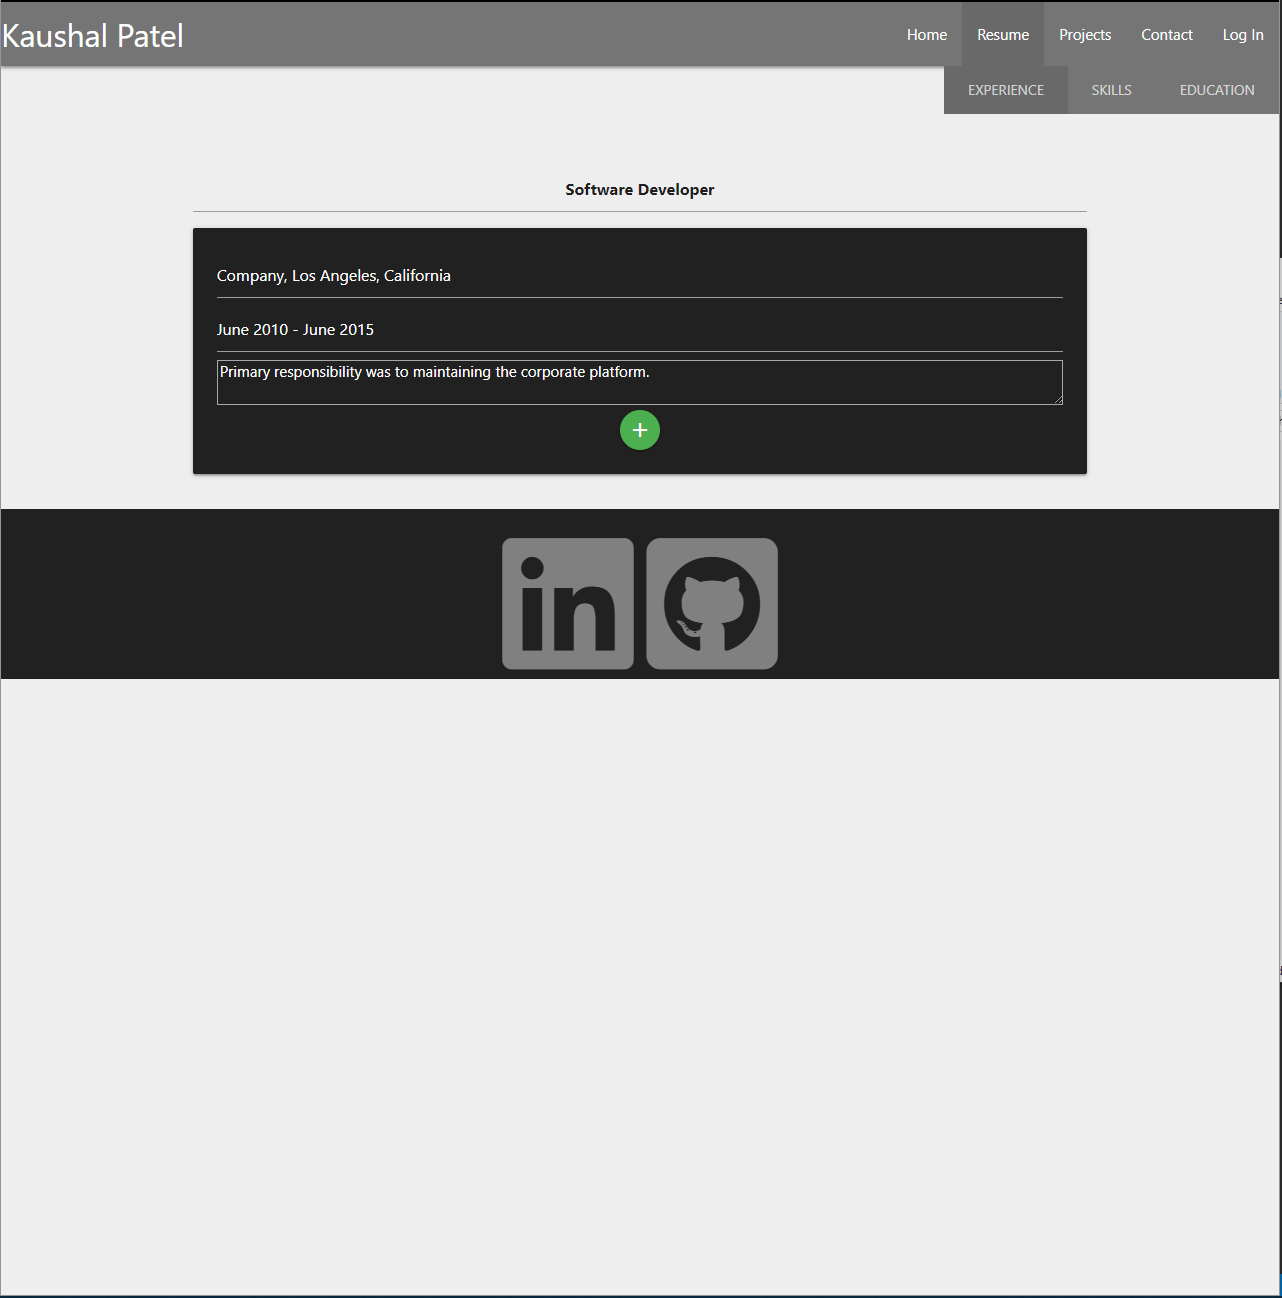 Kaushal Patel
Home Resume Projects Contact Log In
EXPERIENCE SKILLS EDUCATION
Software Developer
Company, Los Angeles, California
June 2010 - June 2015
Primary responsibility was to maintaining the corporate platform.
+
in